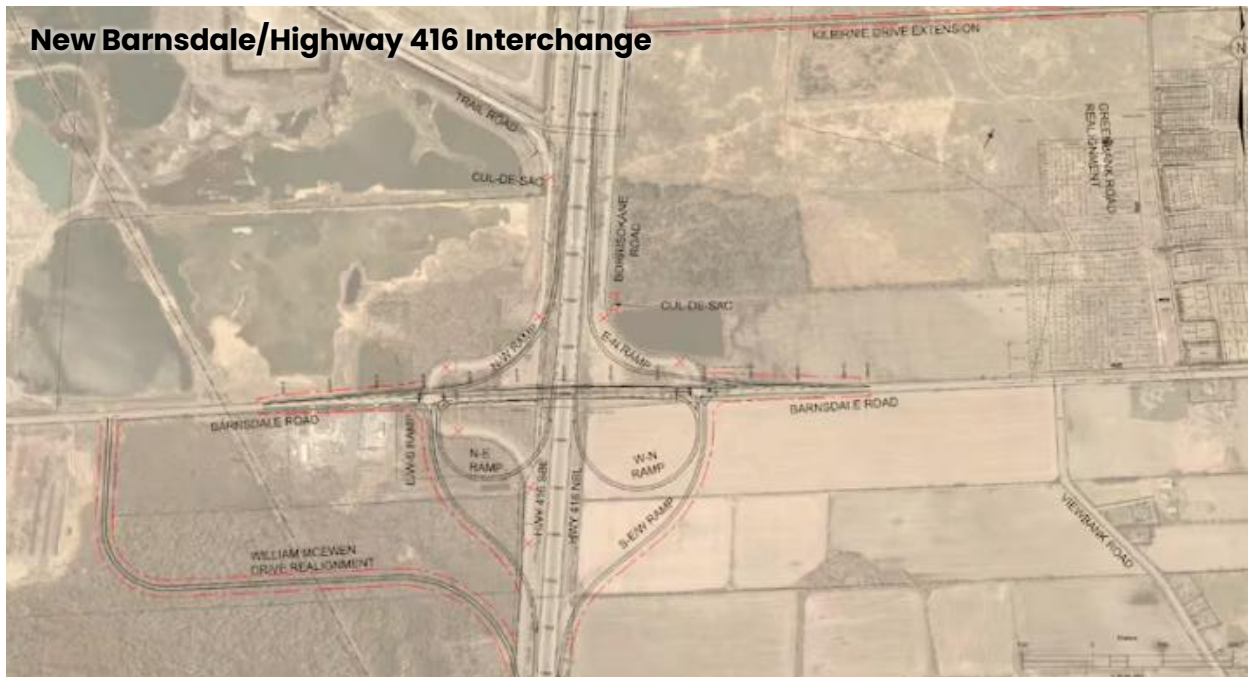 New Barnsdale/Highway 416 Interchange
KILBIRNIE DRIVE EXTENSION
N
TRAIL ROAD
GREENBANK ROAD
REALIGNMENT
CUL-DE-SAC
BORRISOKANE
ROAD
CUL-DE-SAC
N-W RAMP
E-N RAMP
BARNSDALE ROAD
BARNSDALE ROAD
E/W-S RAMP
N-E
RAMP
W-N
RAMP
HWY 416 SBL
HWY 416 NBL
S-E/W RAMP
VIEWBANK ROAD
WILLIAM MCEWEN
DRIVE REALIGNMENT